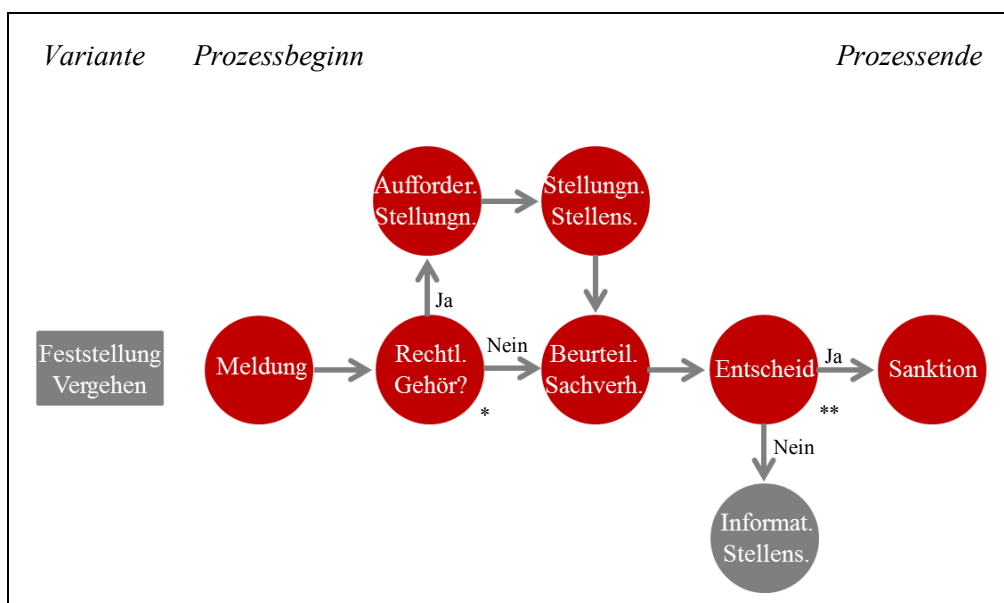 Variante Prozessbeginn Prozessende
Aufforder.
Stellungn.
Stellungn.
Stellens.
Ja
Feststellung
Vergehen
Meldung
Rechtl.
Gehör?
*
Nein
Beurteil.
Sachverh.
Entscheid
Ja
**
Sanktion
Nein
Informat.
Stellens.